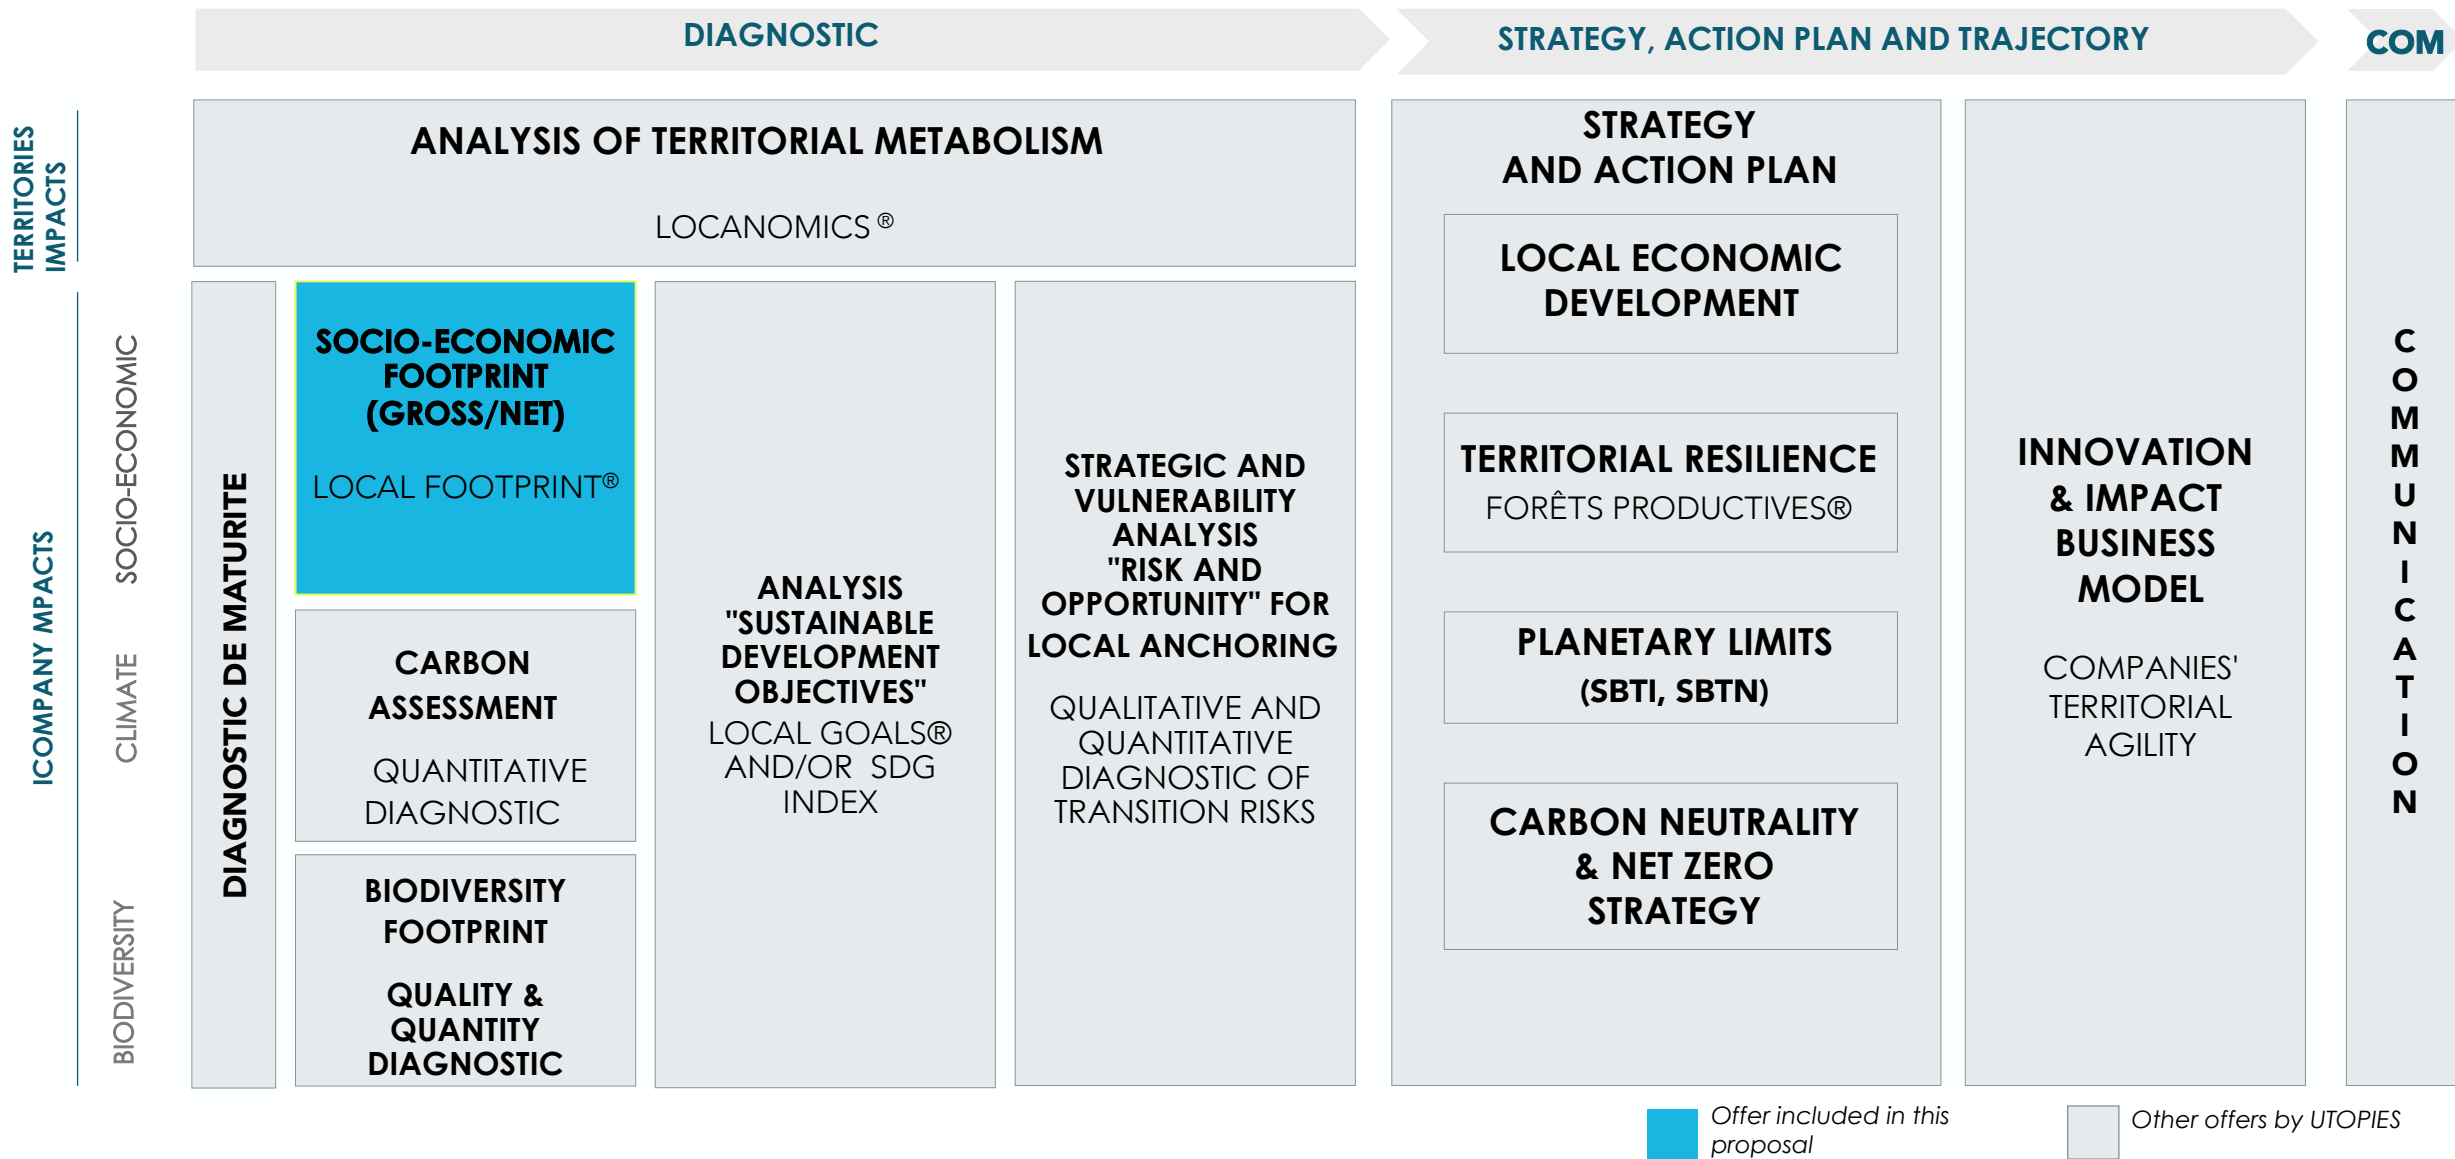 DIAGNOSTIC
STRATEGY, ACTION PLAN AND TRAJECTORY
COM
TERRITORIES
IMPACTS
ANALYSIS OF TERRITORIAL METABOLISM
LOCANOMICS ®
ICOMPANY MPACTS
SOCIO-ECONOMIC
CLIMATE
BIODIVERSITY
DIAGNOSTIC DE MATURITE
SOCIO-ECONOMIC
FOOTPRINT
(GROSS/NET)
LOCAL FOOTPRINT®
CARBON
ASSESSMENT
QUANTITATIVE
DIAGNOSTIC
BIODIVERSITY
FOOTPRINT
QUALITY &
QUANTITY
DIAGNOSTIC
ANALYSIS
"SUSTAINABLE
DEVELOPMENT
OBJECTIVES"
LOCAL GOALS®
AND/OR SDG
INDEX
STRATEGIC AND
VULNERABILITY
ANALYSIS
"RISK AND
OPPORTUNITY" FOR
LOCAL ANCHORING
QUALITATIVE AND
QUANTITATIVE
DIAGNOSTIC OF
TRANSITION RISKS
STRATEGY
AND ACTION PLAN
LOCAL ECONOMIC
DEVELOPMENT
TERRITORIAL RESILIENCE
FORÊTS PRODUCTIVES®
PLANETARY LIMITS
(SBTI, SBTN)
CARBON NEUTRALITY
& NET ZERO
STRATEGY
INNOVATION
& IMPACT
BUSINESS
MODEL
COMPANIES'
TERRITORIAL
AGILITY
C
O
M
M
U
N
I
C
A
T
I
O
N
Offer included in this
proposal
Other offers by UTOPIES